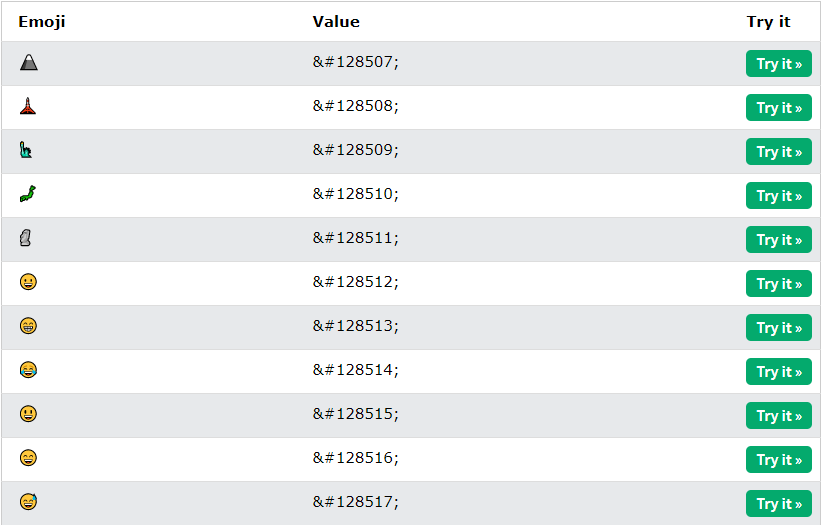 Emoji Value Try it
&#128507; Try it »
&#128508; Try it »
&#128509; Try it »
&#128510; Try it »
&#128511; Try it »
&#128512; Try it »
&#128513; Try it »
&#128514; Try it »
&#128515; Try it »
&#128516; Try it »
&#128517; Try it »